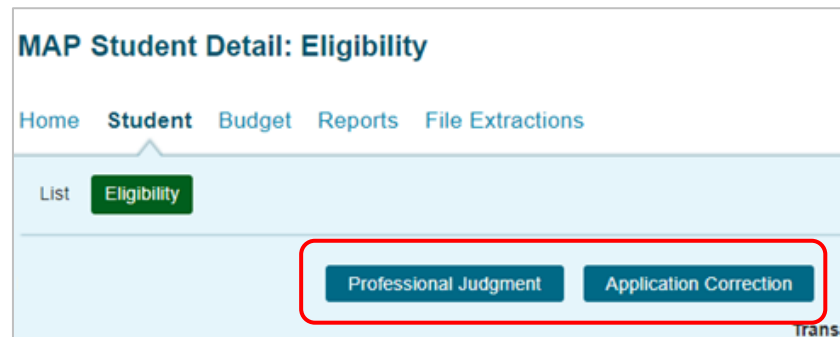 MAP Student Detail: Eligibility
Home Student Budget Reports File Extractions
List Eligibility
Professional Judgment Application Correction